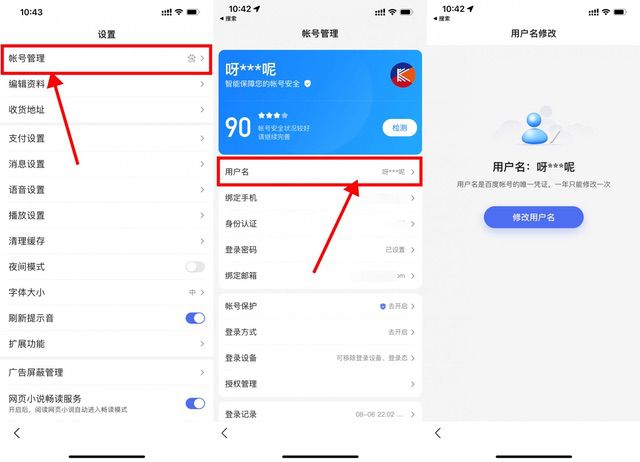 10:43
设置
帐号管理
编辑资料
收货地址
支付设置
消息设置
语音设置
播放设置
清理缓存
夜间模式
字体大小 中
刷新提示音
扩展功能
广告屏蔽管理
网页小说畅读服务
开启后，阅读网页小说自动进入畅读模式
10:42
搜索
帐号管理
呀***呢
智能保障您的帐号安全
90
帐号安全状况较好
请继续完善
检测
用户名 呀***呢
绑定手机
身份认证
登录密码 已设置
绑定邮箱 om
帐号保护 去开启
登录方式 去开启
登录设备 可移除登录设备、登录态
授权管理
登录记录 08-06 22:02 ...
10:42
搜索
用户名修改
用户名：呀***呢
用户名是百度帐号的唯一凭证，一年只能修改一次
修改用户名